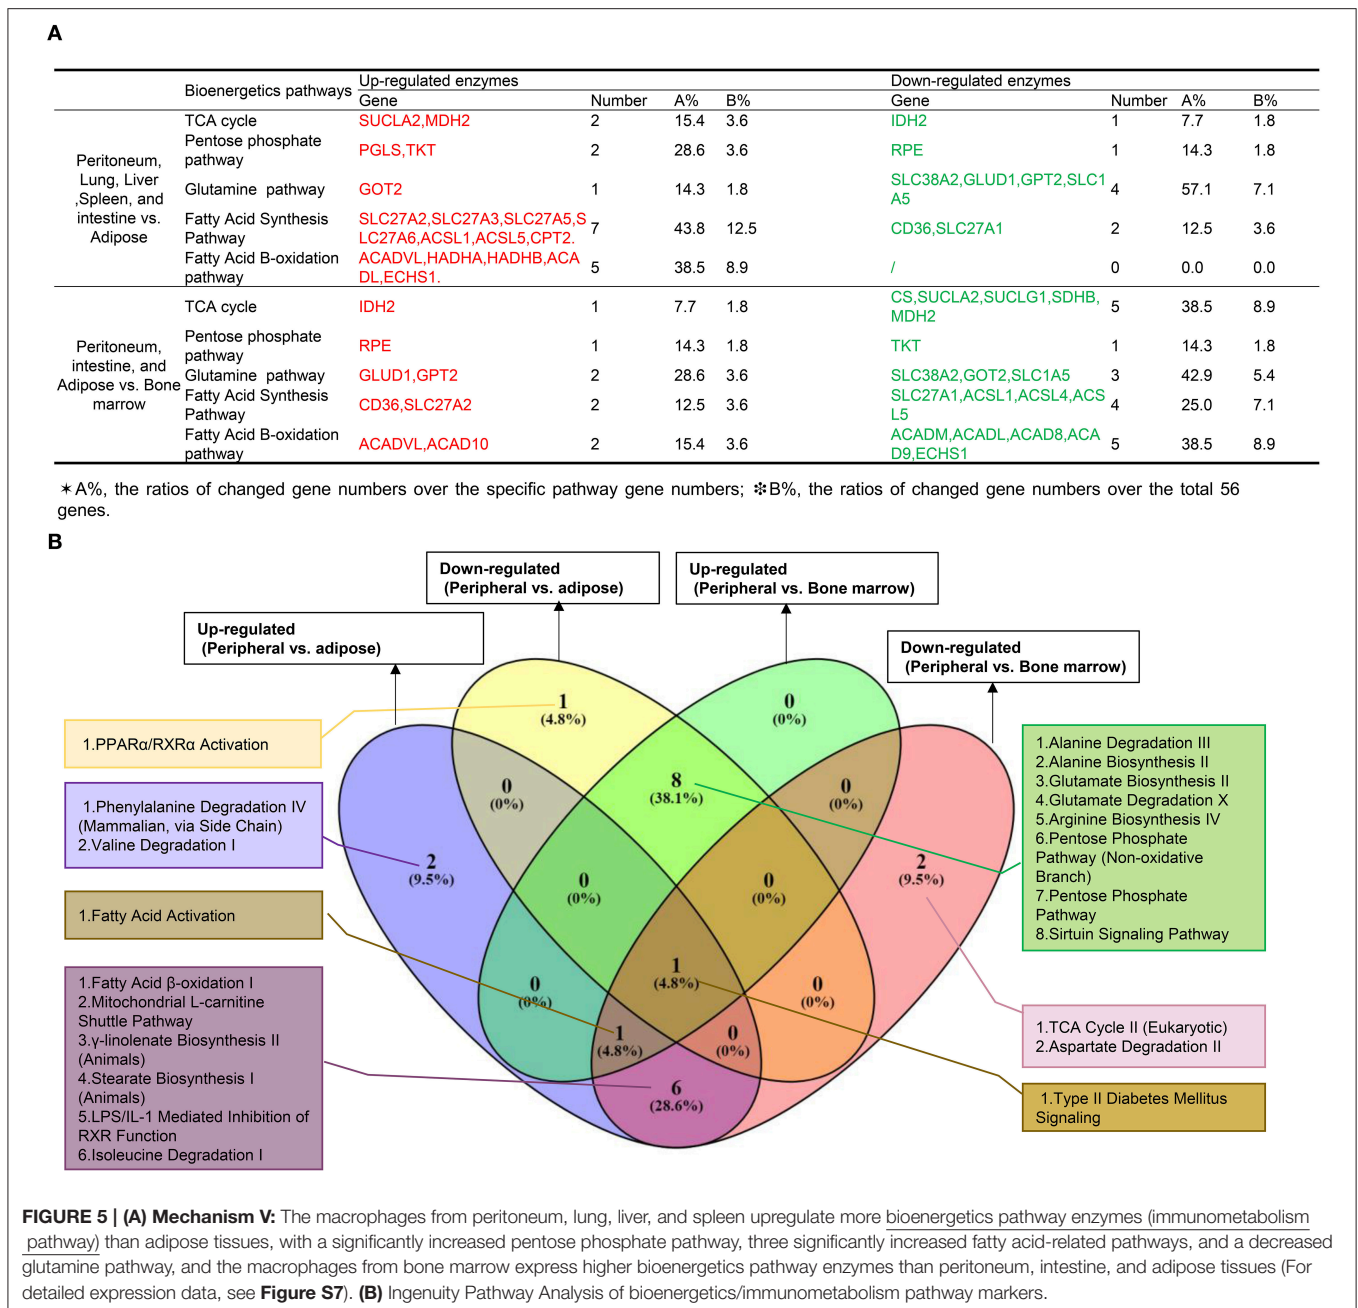 A
Bioenergetics pathways
Up-regulated enzymes
Down-regulated enzymes
Gene Number A% B% Gene Number A% B%
Peritoneum,
Lung, Liver
,Spleen, and
intestine vs.
Adipose
TCA cycle SUCLA2,MDH2 2 15.4 3.6 IDH2 1 7.7 1.8
Pentose phosphate
pathway PGLS,TKT 2 28.6 3.6 RPE 1 14.3 1.8
Glutamine pathway GOT2 1 14.3 1.8 SLC38A2,GLUD1,GPT2,SLC1
A5 4 57.1 7.1
Fatty Acid Synthesis
Pathway SLC27A2,SLC27A3,SLC27A5,S
LC27A6,ACSL1,ACSL5,CPT2. 7 43.8 12.5 CD36,SLC27A1 2 12.5 3.6
Fatty Acid B-oxidation
pathway ACADVL,HADHA,HADHB,ACA
DL,ECHS1. 5 38.5 8.9 / 0 0.0 0.0
Peritoneum,
intestine, and
Adipose vs. Bone
marrow
TCA cycle IDH2 1 7.7 1.8 CS,SUCLA2,SUCLG1,SDHB,
MDH2 5 38.5 8.9
Pentose phosphate
pathway RPE 1 14.3 1.8 TKT 1 14.3 1.8
Glutamine pathway GLUD1,GPT2 2 28.6 3.6 SLC38A2,GOT2,SLC1A5 3 42.9 5.4
Fatty Acid Synthesis
Pathway CD36,SLC27A2 2 12.5 3.6 SLC27A1,ACSL1,ACSL4,ACS
L5 4 25.0 7.1
Fatty Acid B-oxidation
pathway ACADVL,ACAD10 2 15.4 3.6 ACADM,ACADL,ACAD8,ACA
D9,ECHS1 5 38.5 8.9
✶A%, the ratios of changed gene numbers over the specific pathway gene numbers; ❇B%, the ratios of changed gene numbers over the total 56
genes.
B
Down-regulated
(Peripheral vs. adipose)
Up-regulated
(Peripheral vs. Bone marrow)
Up-regulated
(Peripheral vs. adipose)
Down-regulated
(Peripheral vs. Bone marrow)
1
(4.8%)
0
(0%)
0
(0%)
8
(38.1%)
0
(0%)
2
(9.5%)
0
(0%)
0
(0%)
2
(9.5%)
0
(0%)
1
(4.8%)
0
(0%)
1
(4.8%)
0
(0%)
6
(28.6%)
1.PPARα/RXRα Activation
1.Phenylalanine Degradation IV
(Mammalian, via Side Chain)
2.Valine Degradation I
1.Fatty Acid Activation
1.Fatty Acid β-oxidation I
2.Mitochondrial L-carnitine
Shuttle Pathway
3.γ-linolenate Biosynthesis II
(Animals)
4.Stearate Biosynthesis I
(Animals)
5.LPS/IL-1 Mediated Inhibition of
RXR Function
6.Isoleucine Degradation I
1.Alanine Degradation III
2.Alanine Biosynthesis II
3.Glutamate Biosynthesis II
4.Glutamate Degradation X
5.Arginine Biosynthesis IV
6.Pentose Phosphate
Pathway (Non-oxidative
Branch)
7.Pentose Phosphate
Pathway
8.Sirtuin Signaling Pathway
1.TCA Cycle II (Eukaryotic)
2.Aspartate Degradation II
1.Type II Diabetes Mellitus
Signaling
FIGURE 5 | (A) Mechanism V: The macrophages from peritoneum, lung, liver, and spleen upregulate more bioenergetics pathway enzymes (immunometabolism
pathway) than adipose tissues, with a significantly increased pentose phosphate pathway, three significantly increased fatty acid-related pathways, and a decreased
glutamine pathway, and the macrophages from bone marrow express higher bioenergetics pathway enzymes than peritoneum, intestine, and adipose tissues (For
detailed expression data, see Figure S7). (B) Ingenuity Pathway Analysis of bioenergetics/immunometabolism pathway markers.